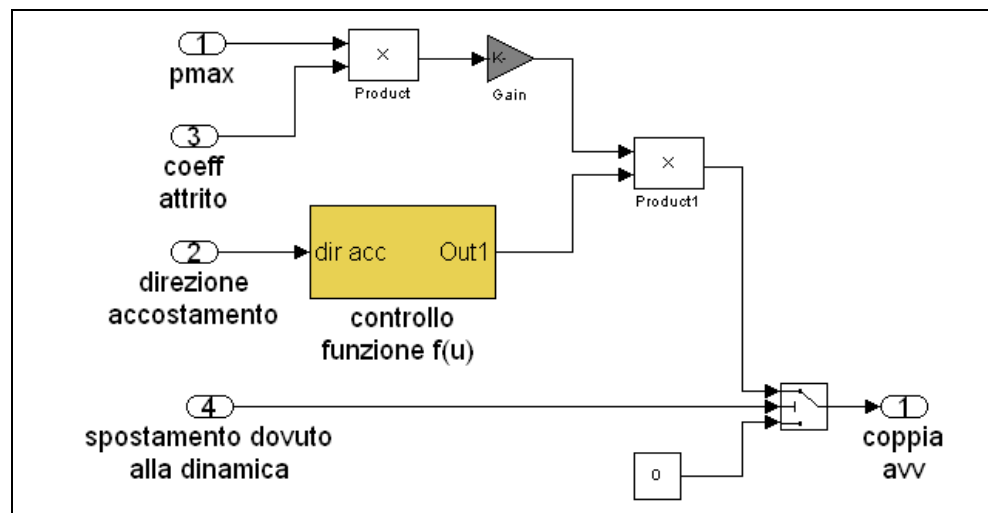 1
pmax
×
Product
K-
Gain
3
coeff
attrito
×
Product1
2
direzione
accostamento
dir acc
Out1
controllo
funzione f(u)
4
spostamento dovuto
alla dinamica
0
1
coppia
avv